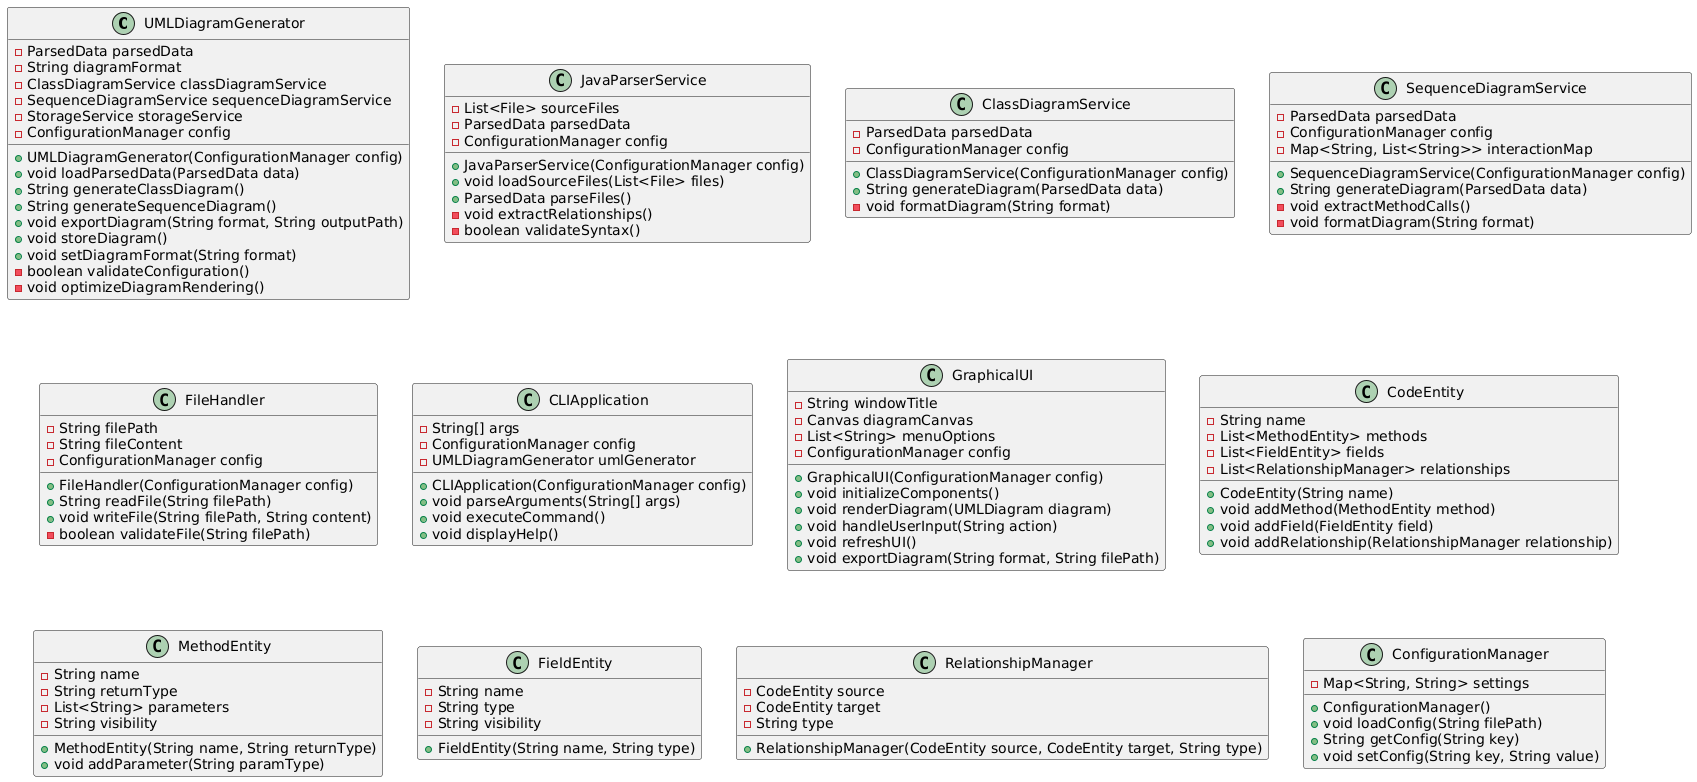 C UMLDiagramGenerator
ParsedData parsedData
String diagramFormat
ClassDiagramService classDiagramService
SequenceDiagramService sequenceDiagramService
StorageService storageService
ConfigurationManager config
UMLDiagramGenerator(ConfigurationManager config)
void loadParsedData(ParsedData data)
String generateClassDiagram()
String generateSequenceDiagram()
void exportDiagram(String format, String outputPath)
void storeDiagram()
void setDiagramFormat(String format)
boolean validateConfiguration()
void optimizeDiagramRendering()
C JavaParserService
List<File> sourceFiles
ParsedData parsedData
ConfigurationManager config
JavaParserService(ConfigurationManager config)
void loadSourceFiles(List<File> files)
ParsedData parseFiles()
void extractRelationships()
boolean validateSyntax()
C ClassDiagramService
ParsedData parsedData
ConfigurationManager config
ClassDiagramService(ConfigurationManager config)
String generateDiagram(ParsedData data)
void formatDiagram(String format)
C SequenceDiagramService
ParsedData parsedData
ConfigurationManager config
Map<String, List<String>> interactionMap
SequenceDiagramService(ConfigurationManager config)
String generateDiagram(ParsedData data)
void extractMethodCalls()
void formatDiagram(String format)
C FileHandler
String filePath
String fileContent
ConfigurationManager config
FileHandler(ConfigurationManager config)
String readFile(String filePath)
void writeFile(String filePath, String content)
boolean validateFile(String filePath)
C CLIApplication
String[] args
ConfigurationManager config
UMLDiagramGenerator umlGenerator
CLIApplication(ConfigurationManager config)
void parseArguments(String[] args)
void executeCommand()
void displayHelp()
C GraphicalUI
String windowTitle
Canvas diagramCanvas
List<String> menuOptions
ConfigurationManager config
GraphicalUI(ConfigurationManager config)
void initializeComponents()
void renderDiagram(UMLDiagram diagram)
void handleUserInput(String action)
void refreshUI()
void exportDiagram(String format, String filePath)
C CodeEntity
String name
List<MethodEntity> methods
List<FieldEntity> fields
List<RelationshipManager> relationships
CodeEntity(String name)
void addMethod(MethodEntity method)
void addField(FieldEntity field)
void addRelationship(RelationshipManager relationship)
C MethodEntity
String name
String returnType
List<String> parameters
String visibility
MethodEntity(String name, String returnType)
void addParameter(String paramType)
C FieldEntity
String name
String type
String visibility
FieldEntity(String name, String type)
C RelationshipManager
CodeEntity source
CodeEntity target
String type
RelationshipManager(CodeEntity source, CodeEntity target, String type)
C ConfigurationManager
Map<String, String> settings
ConfigurationManager()
void loadConfig(String filePath)
String getConfig(String key)
void setConfig(String key, String value)